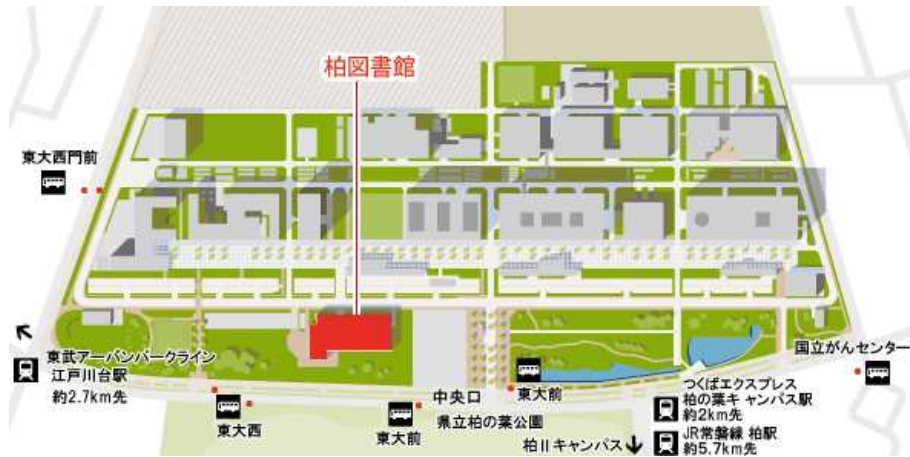 柏図書館
東大西門前
東武アーバンパークライン
江戸川台駅
約2.7km先
国立がんセンター
つくばエクスプレス
柏の葉キャンパス駅
約2km先
東大前
中央口
東大西
東大前
県立柏の葉公園
柏IIキャンパス
JR常磐線 柏駅
約5.7km先